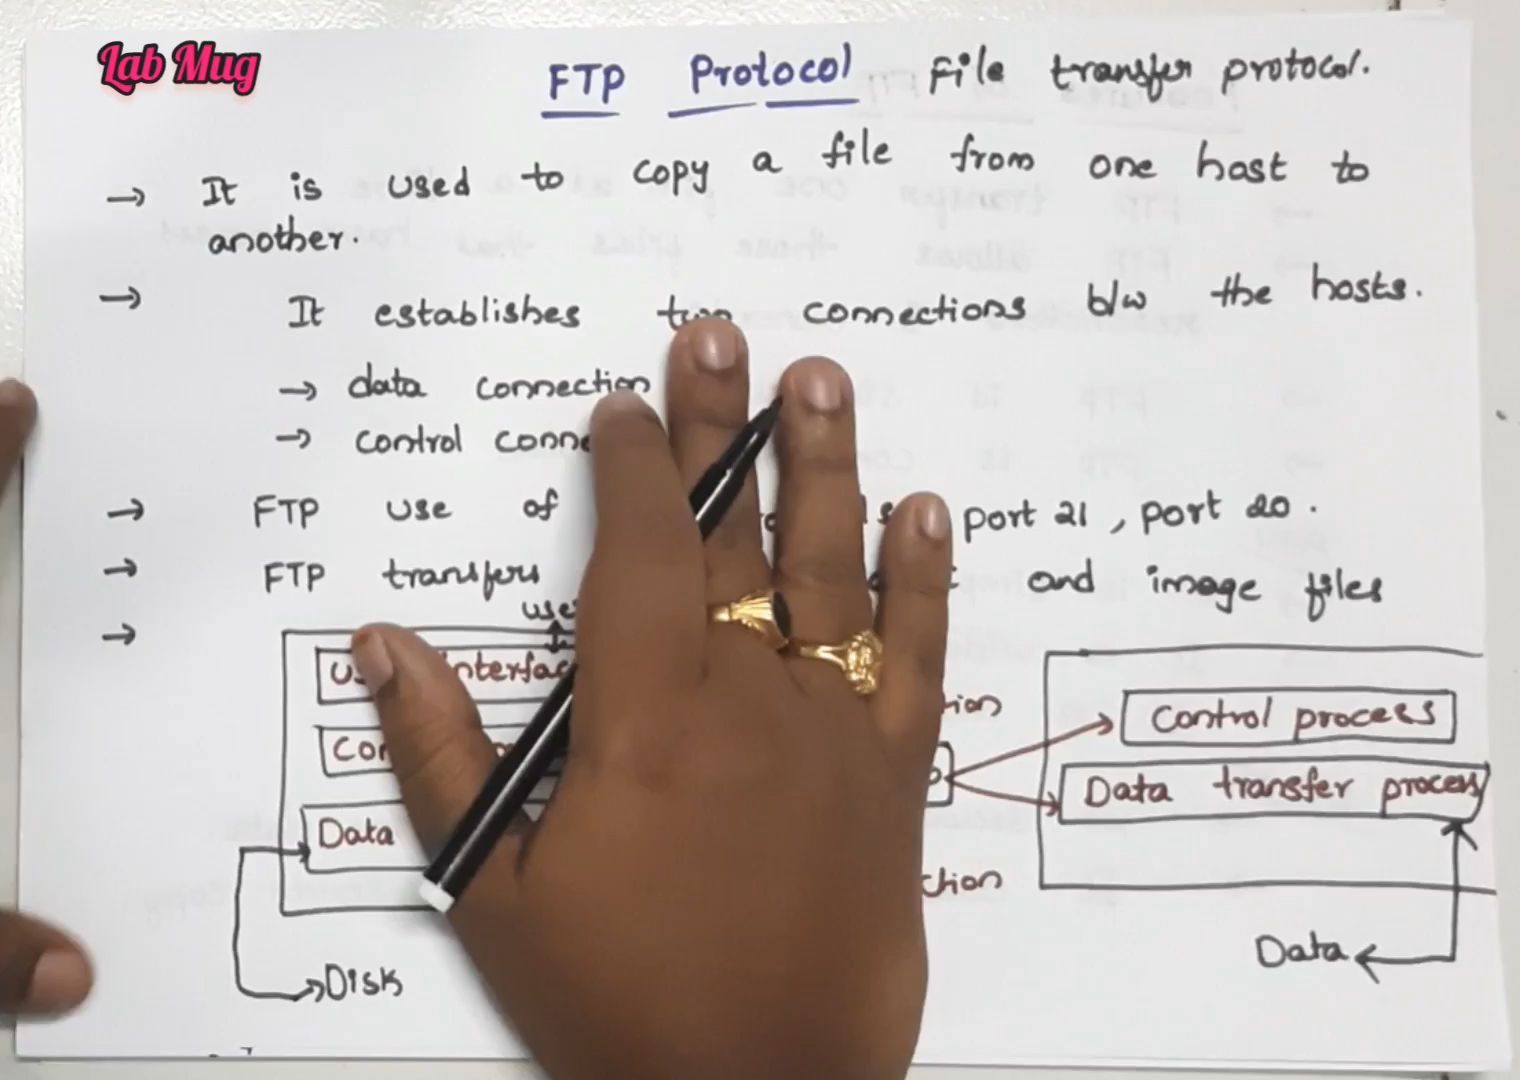 Lab Mug
FTP Protocol File transfer protocol.
→ It is used to copy a file from one host to
another.
→ It establishes two connections b/w the hosts.
→ data connection
→ control
→ FTP use of port 21, port 20.
→ FTP transfers and image files
→
Control process
Data
Data transfer process
Data
Disk